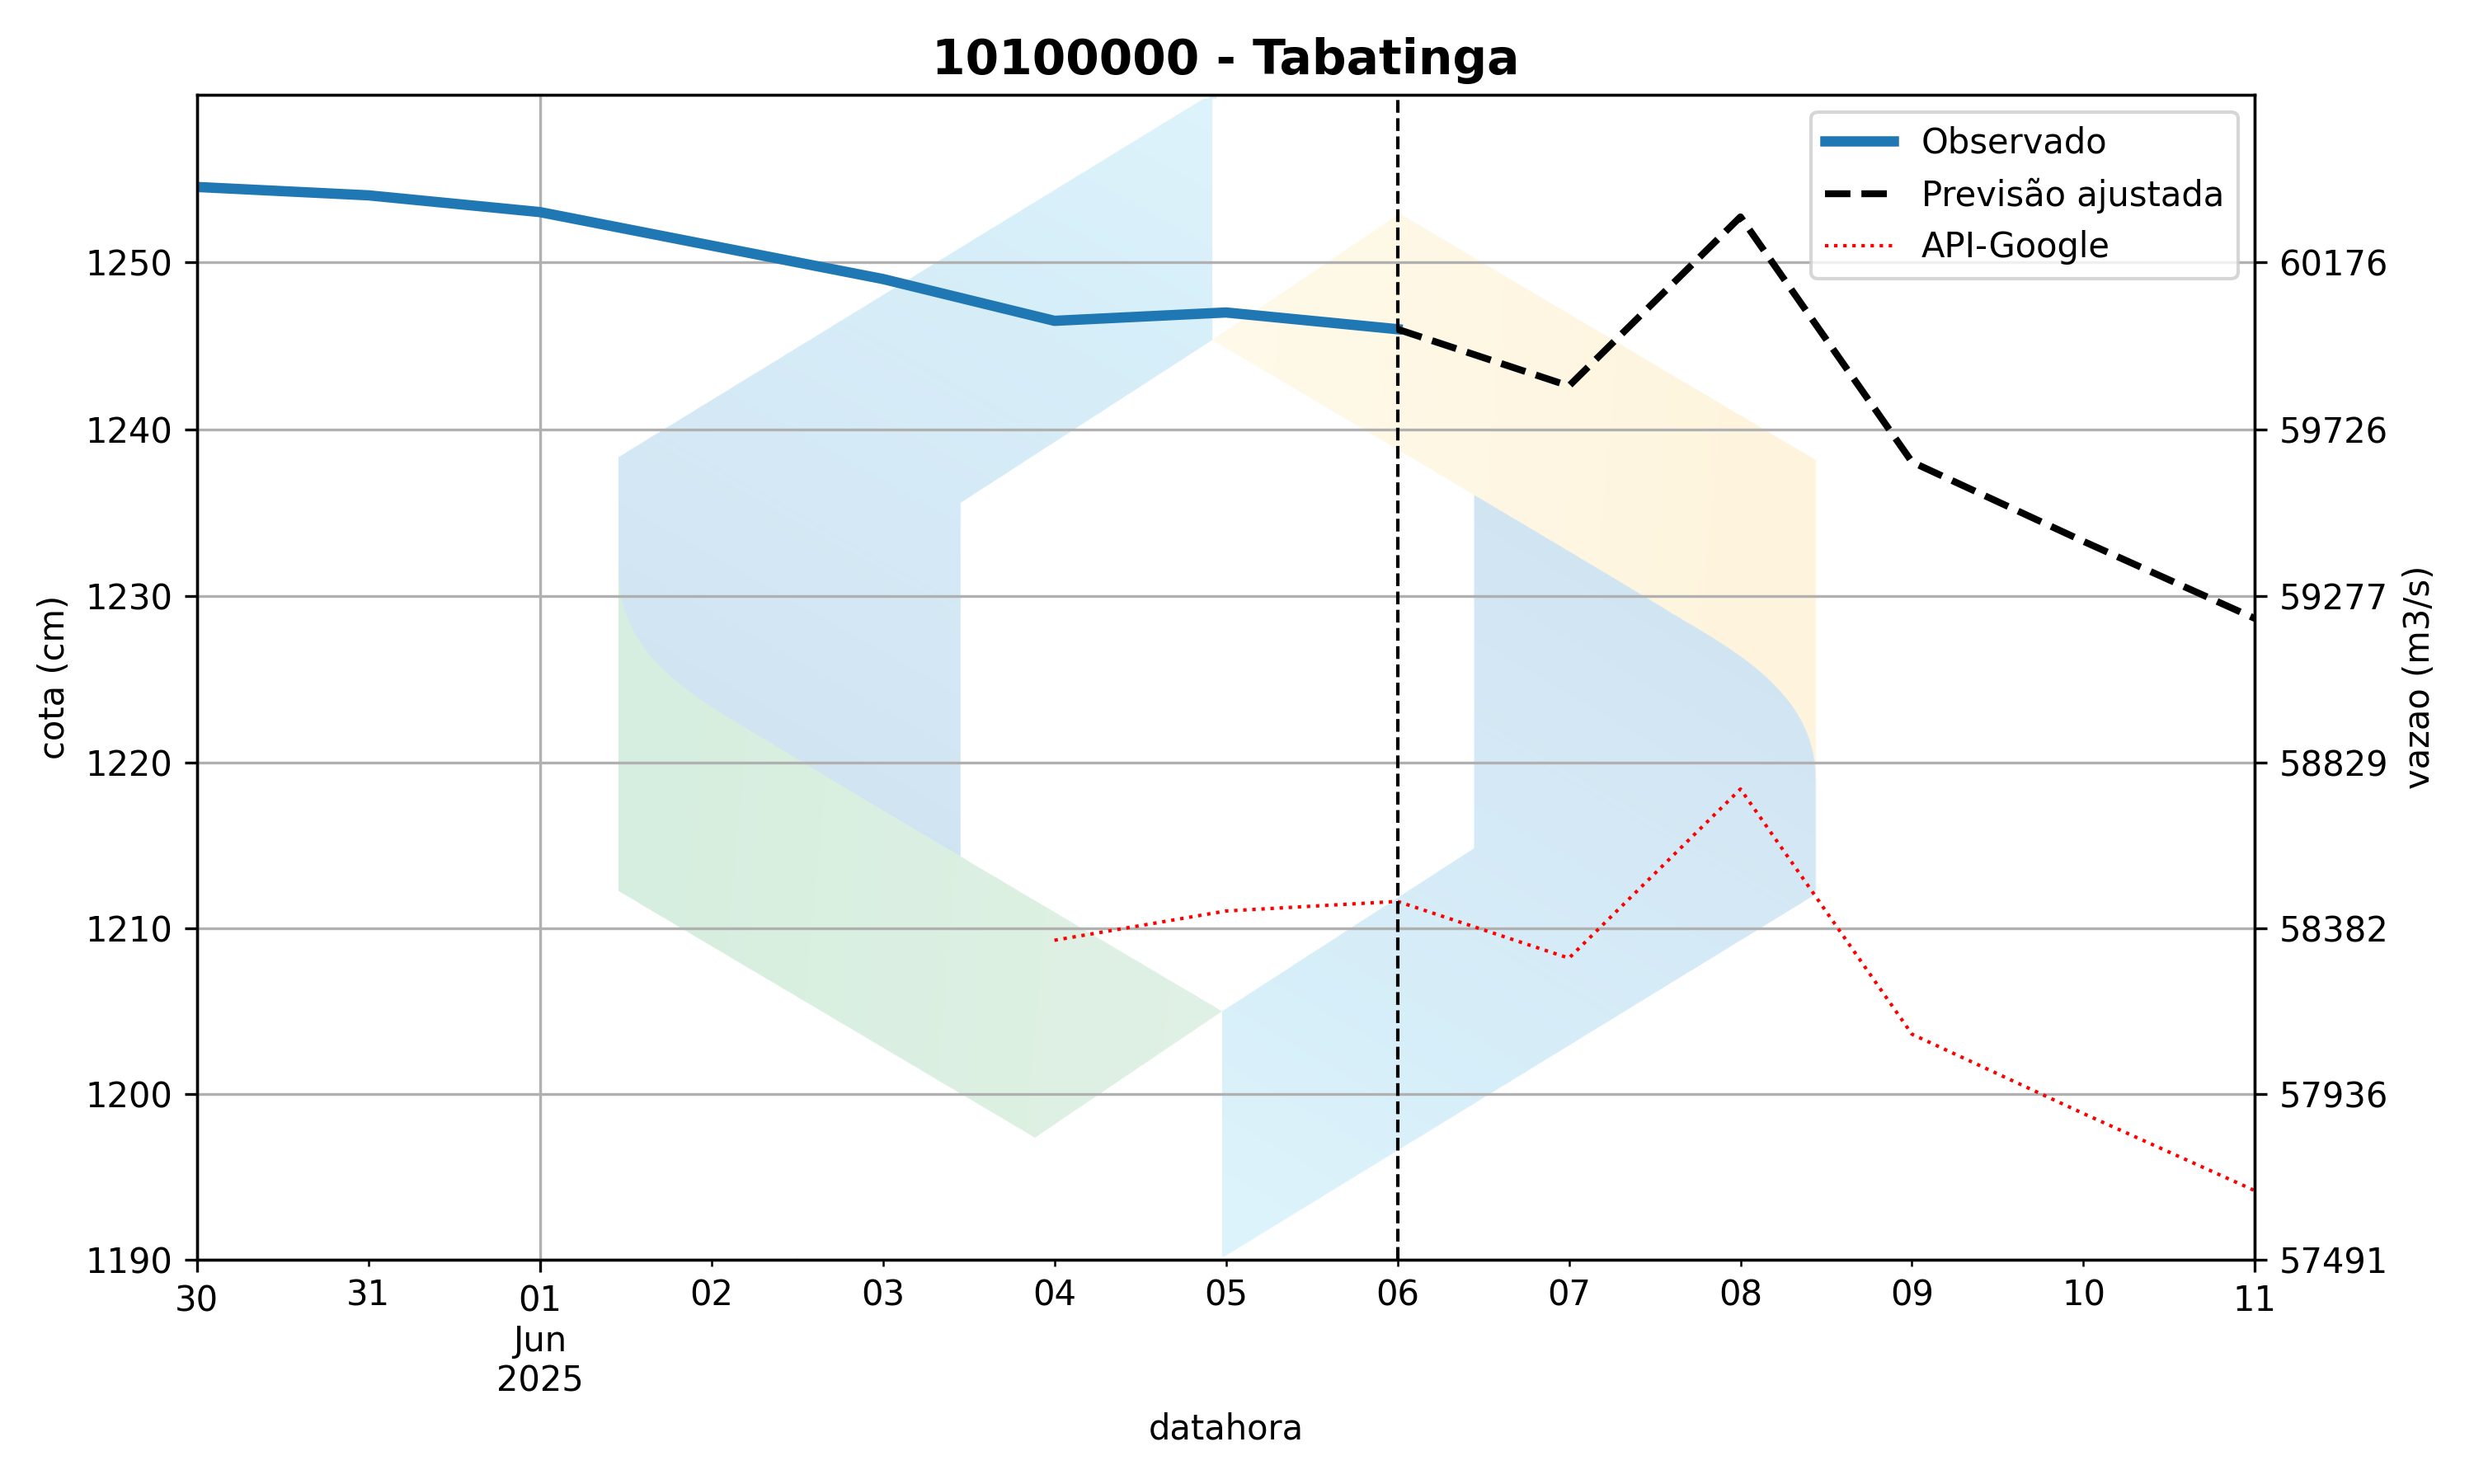 10100000 - Tabatinga
Observado
Previsão ajustada
API-Google
1250
1240
1230
1220
1210
1200
1190
cota (cm)
60176
59726
59277
58829
58382
57936
57491
vazao (m3/s)
30 31 01 02 03 04 05 06 07 08 09 10 11
Jun
2025
datahora